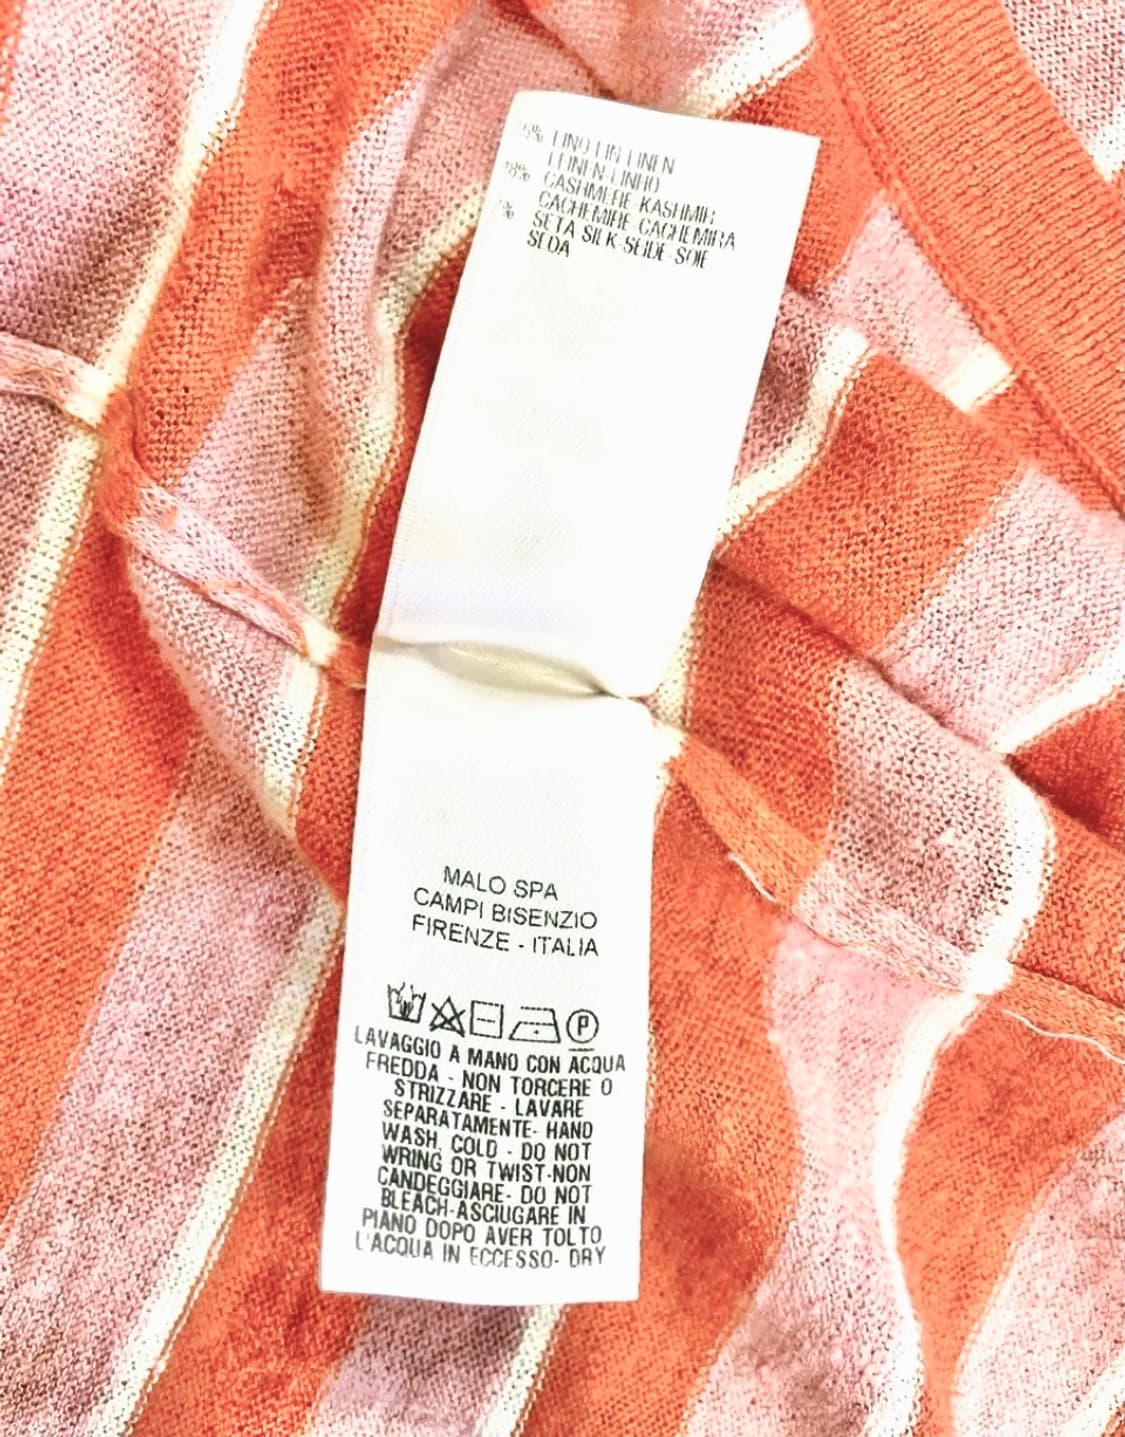 LINO LIN LINEN
LEINEN-LINHO
18% CASHMERE-KASHMIR
CACHEMIRE-CACHEMIRA
7% SETA SILK-SEIDE-SOIE
SEDA
MALO SPA
CAMPI BISENZIO
FIRENZE - ITALIA
P
LAVAGGIO A MANO CON ACQUA
FREDDA - NON TORCERE O
STRIZZARE - LAVARE
SEPARATAMENTE- HAND
WASH, COLD - DO NOT
WRING OR TWIST-NON
CANDEGGIARE- DO NOT
BLEACH-ASCIUGARE IN
PIANO DOPO AVER TOLTO
L'ACQUA IN ECCESSO- DRY